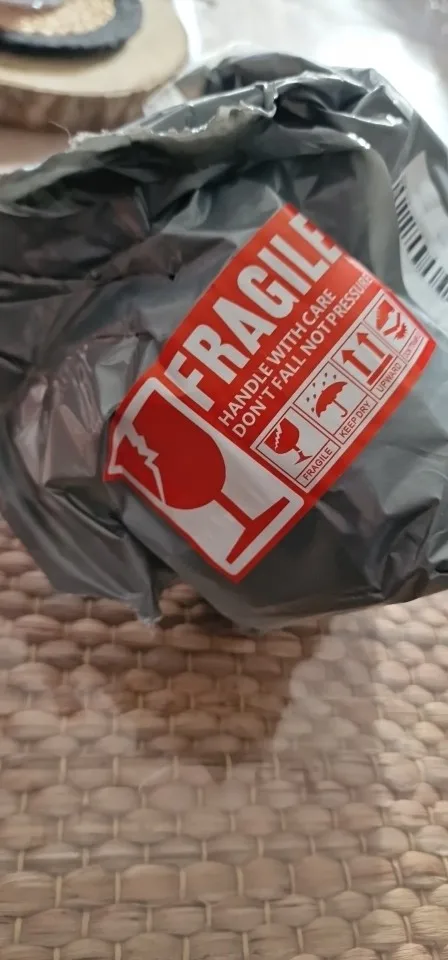 FRAGILE
HANDLE WITH CARE
DON'T FALL NOT PRESSURE
FRAGILE
KEEP DRY
UPWARD